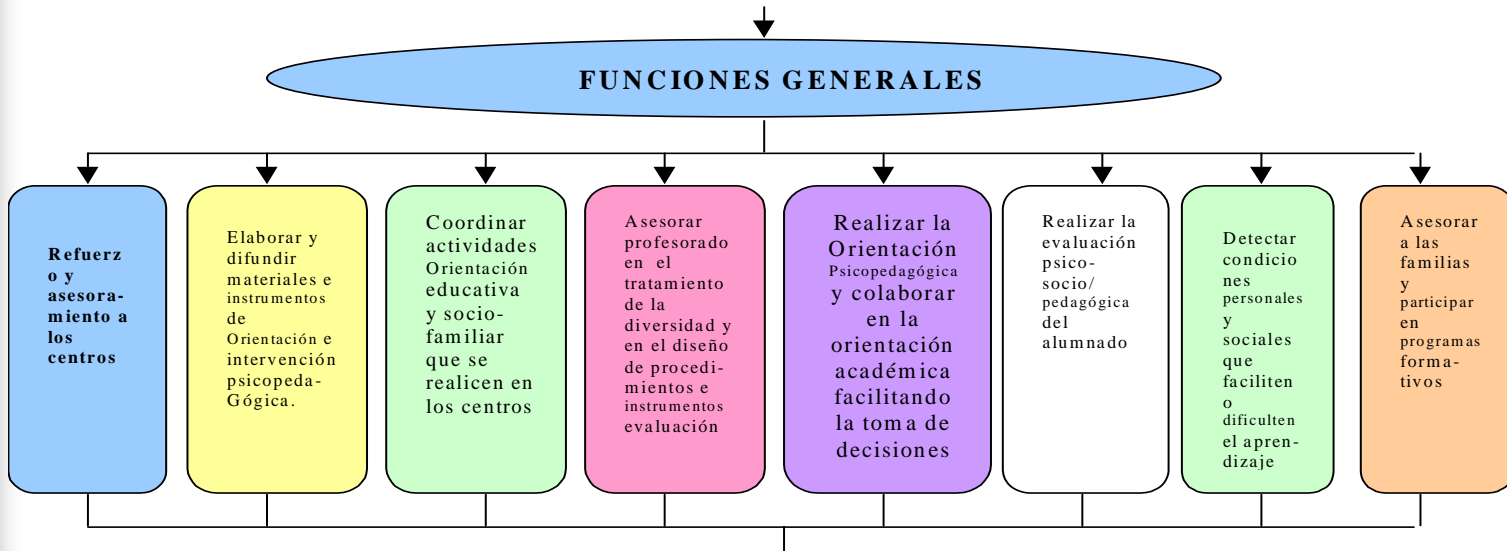 FUNCIONES GENERALES
Refuerz
o y
asesora-
miento a
los
centros
Elaborar y
difundir
materiales e
instrumentos
de
Orientación e
intervención
psicopeda-
Gógica.
Coordinar
actividades
Orientación
educativa
y socio-
familiar
que se
realicen en
los centros
Asesorar
profesorado
en el
tratamiento
de la
diversidad y
en el diseño
de procedi-
mientos e
instrumentos
evaluación
Realizar la
Orientación
Psicopedagógica
y colaborar
en la
orientación
académica
facilitando
la toma de
decisiones
Realizar la
evaluación
psico-
socio/
pedagógica
del
alumnado
Detectar
condicio
nes
personales
y
sociales
que
faciliten
o
dificulten
el apren-
dizaje
Asesorar
a las
familias
y
participar
en
programas
forma-
tivos